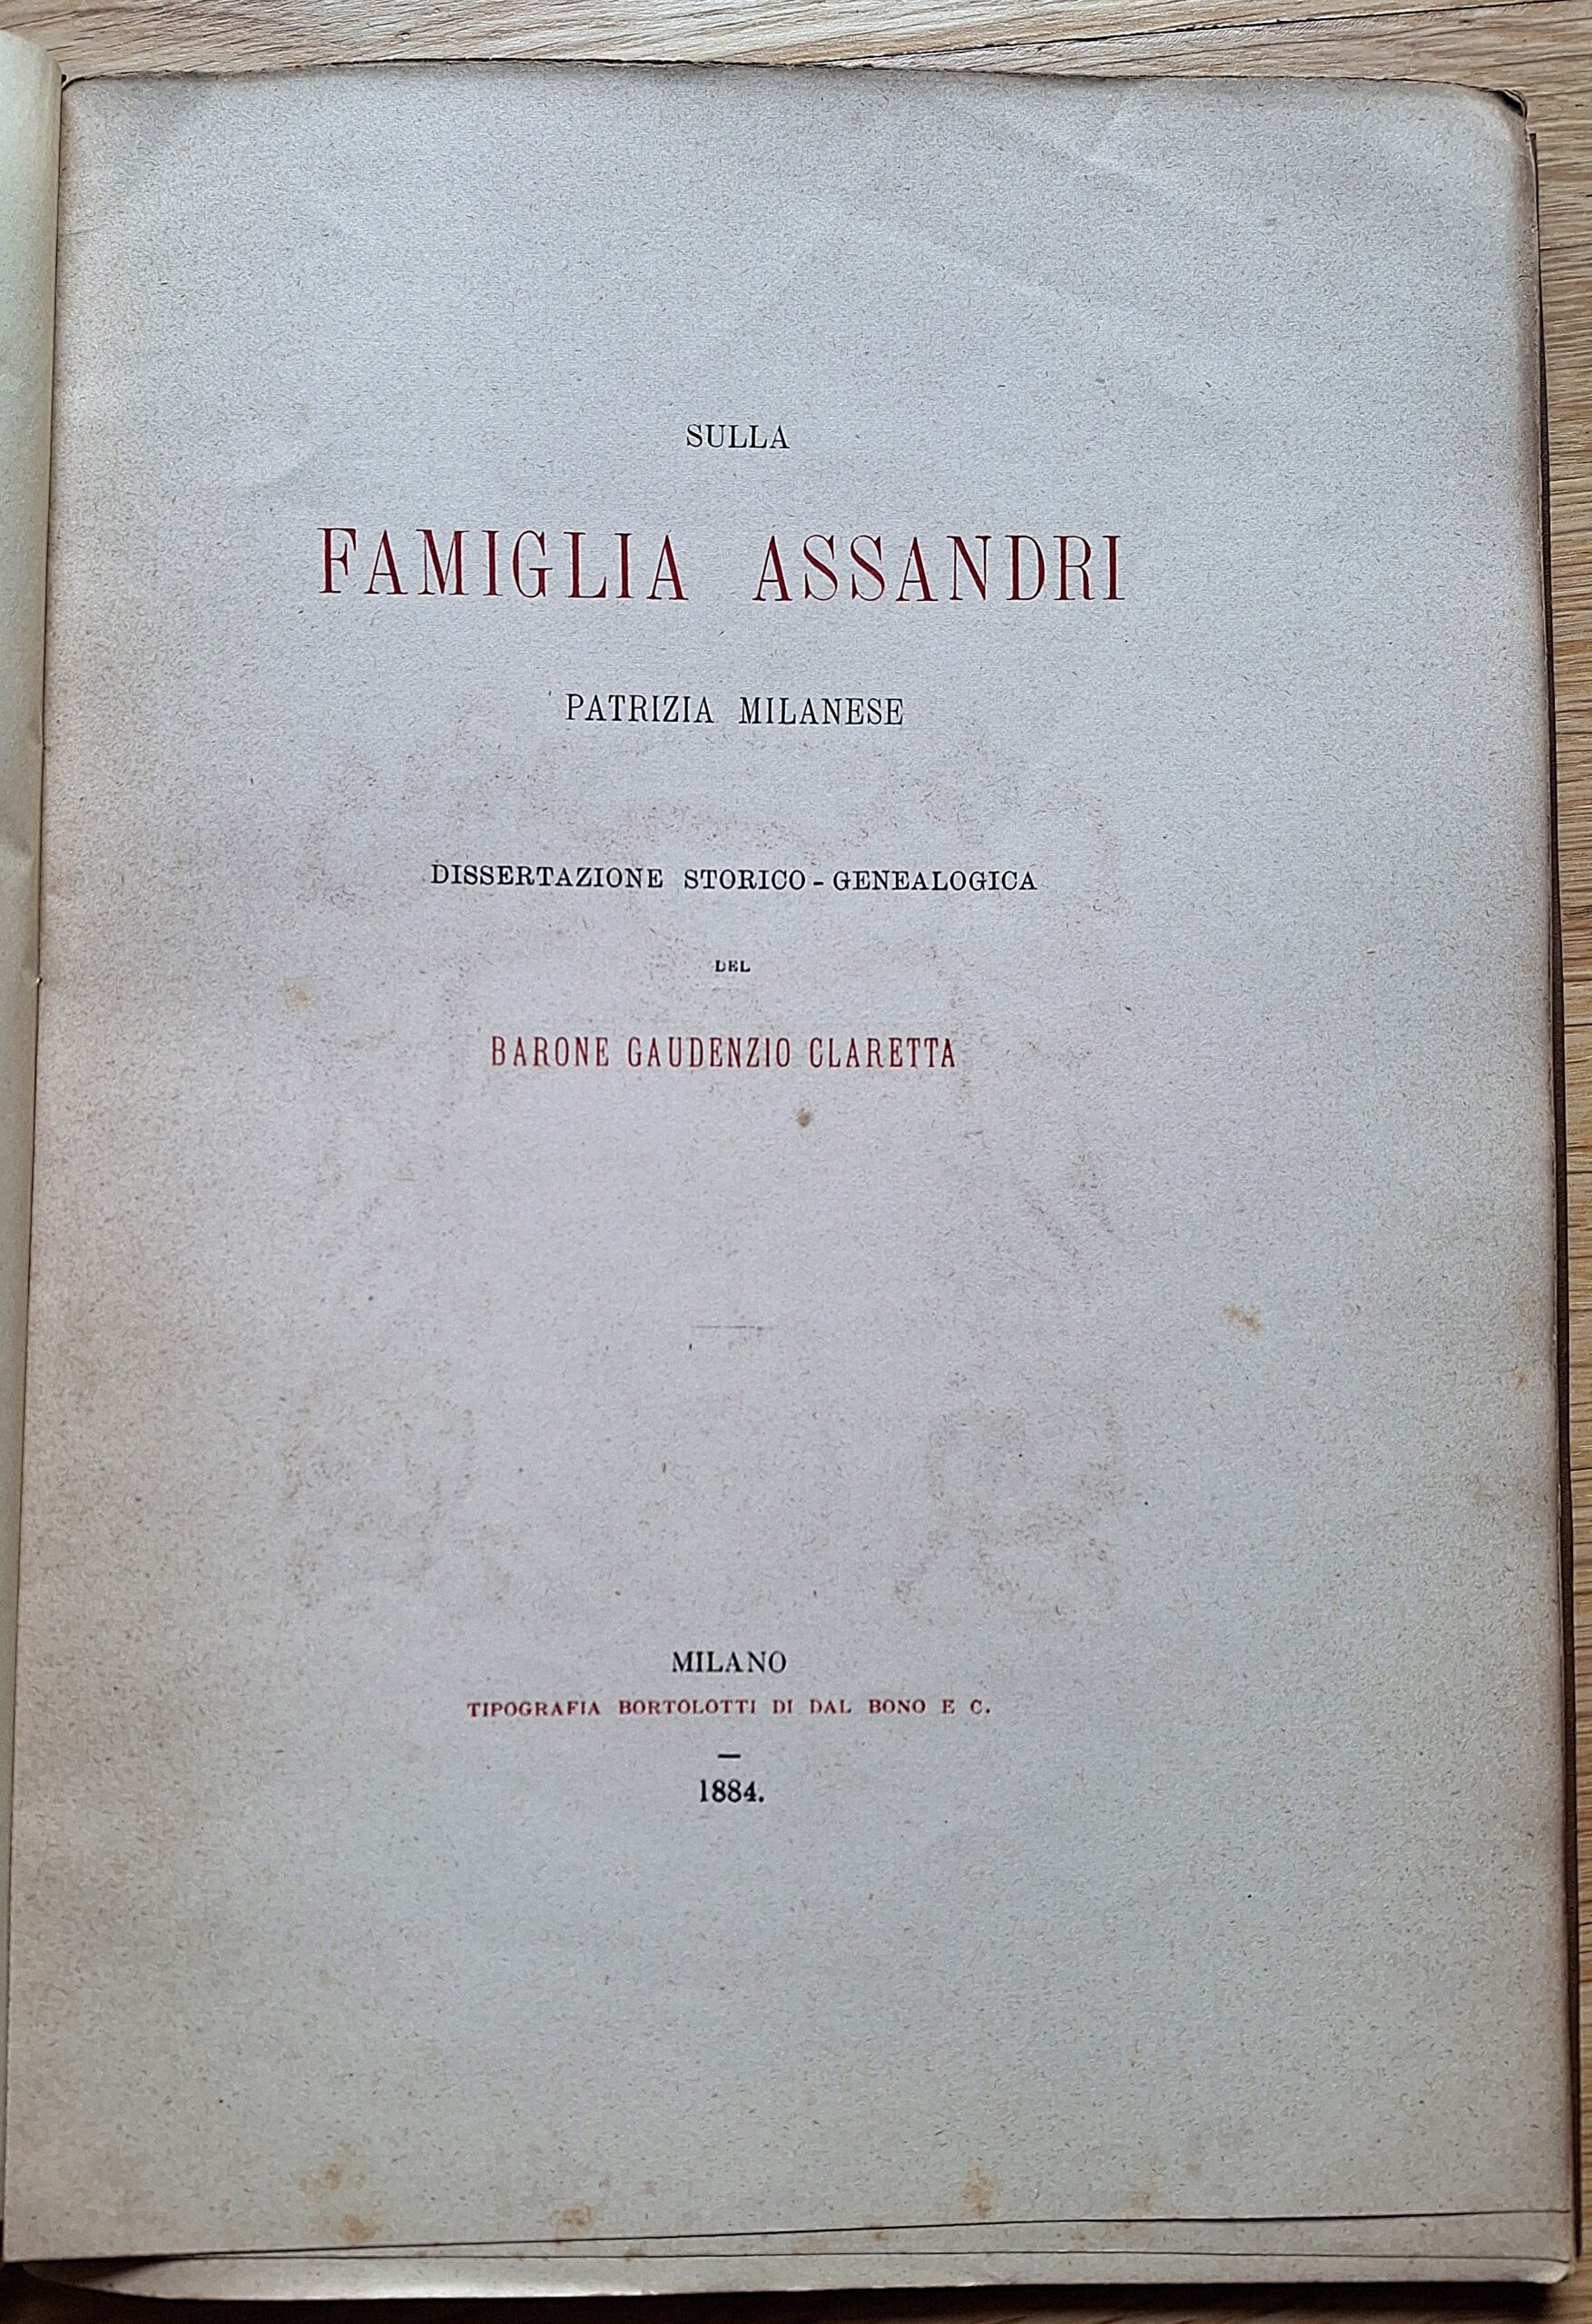 SULLA
FAMIGLIA ASSANDRI
PATRIZIA MILANESE
DISSERTAZIONE STORICO-GENEALOGICA
DEL
BARONE GAUDENZIO CLARETTA
MILANO
TIPOGRAFIA BORTOLOTTI DI DAL BONO E C.
—
1884.